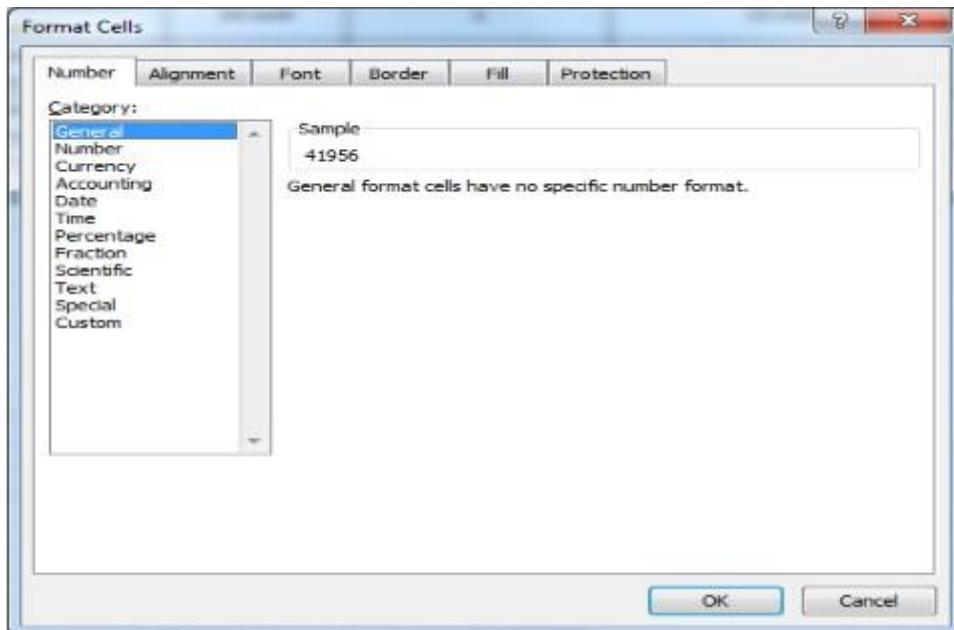 Format Cells
Number Alignment Font Border Fill Protection
Category:
General
Number
Currency
Accounting
Date
Time
Percentage
Fraction
Scientific
Text
Special
Custom
Sample
41956
General format cells have no specific number format.
OK Cancel